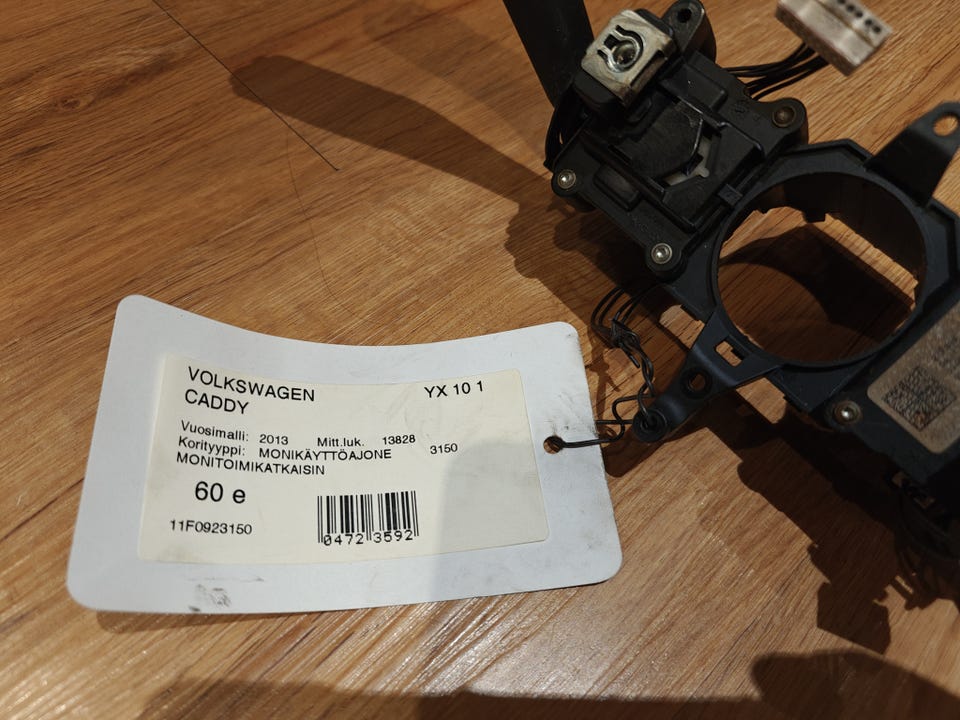 VOLKSWAGEN YX 10 1
CADDY
Vuosimalli: 2013 Mitt.luk. 13828
Korityyppi: MONIKÄYTTÖAJONE 3150
MONITOIMIKATKAISIN
60 e
11F0923150
0472 3592